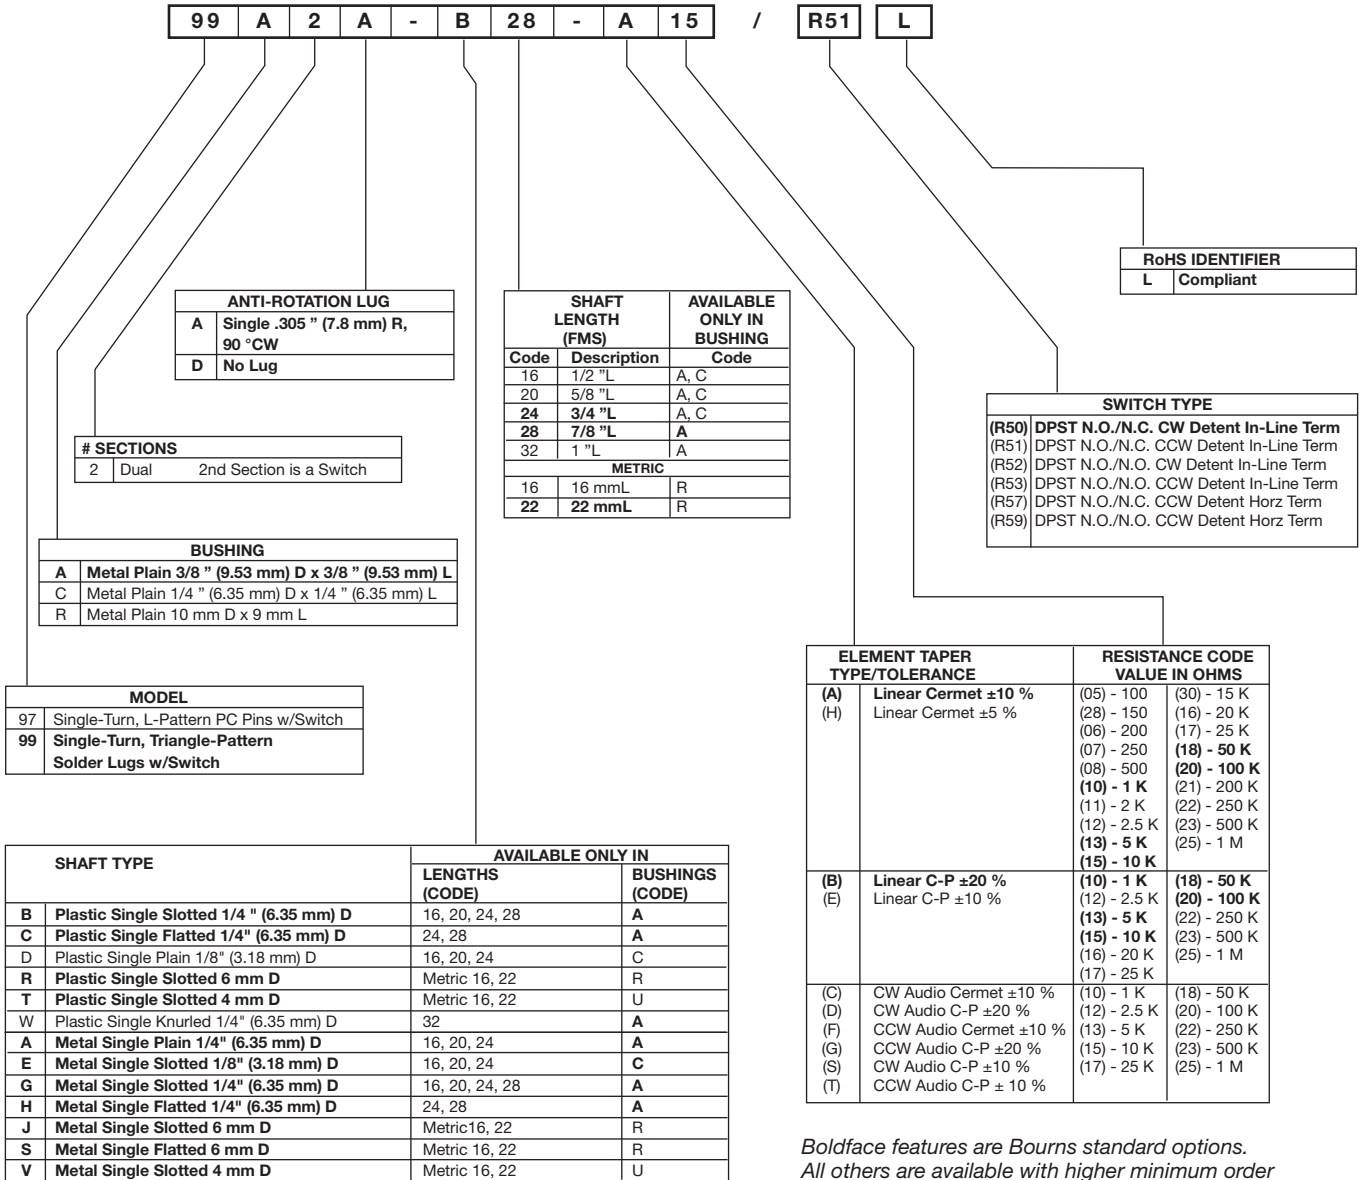 99 A 2 A - B 28 - A 15 / R51 L
RoHS IDENTIFIER
L Compliant
ANTI-ROTATION LUG
A Single .305 ” (7.8 mm) R,
90 °CW
D No Lug
SHAFT LENGTH (FMS) AVAILABLE ONLY IN BUSHING
Code Description Code
16 1/2 ”L A, C
20 5/8 ”L A, C
24 3/4 ”L A, C
28 7/8 ”L A
32 1 ”L A
METRIC
16 16 mmL R
22 22 mmL R
SWITCH TYPE
(R50) DPST N.O./N.C. CW Detent In-Line Term
(R51) DPST N.O./N.C. CCW Detent In-Line Term
(R52) DPST N.O./N.O. CW Detent In-Line Term
(R53) DPST N.O./N.O. CCW Detent In-Line Term
(R57) DPST N.O./N.C. CCW Detent Horz Term
(R59) DPST N.O./N.O. CCW Detent Horz Term
# SECTIONS
2 Dual 2nd Section is a Switch
BUSHING
A Metal Plain 3/8 ” (9.53 mm) D x 3/8 ” (9.53 mm) L
C Metal Plain 1/4 ” (6.35 mm) D x 1/4 ” (6.35 mm) L
R Metal Plain 10 mm D x 9 mm L
MODEL
97 Single-Turn, L-Pattern PC Pins w/Switch
99 Single-Turn, Triangle-Pattern
Solder Lugs w/Switch
ELEMENT TAPER RESISTANCE CODE
TYPE/TOLERANCE VALUE IN OHMS
(A) Linear Cermet ±10 % (05) - 100 (30) - 15 K
(H) Linear Cermet ±5 % (28) - 150 (16) - 20 K
(06) - 200 (17) - 25 K
(07) - 250 (18) - 50 K
(08) - 500 (20) - 100 K
(10) - 1 K (21) - 200 K
(11) - 2 K (22) - 250 K
(12) - 2.5 K (23) - 500 K
(13) - 5 K (25) - 1 M
(15) - 10 K
(B) Linear C-P ±20 % (10) - 1 K (18) - 50 K
(E) Linear C-P ±10 % (12) - 2.5 K (20) - 100 K
(13) - 5 K (22) - 250 K
(15) - 10 K (23) - 500 K
(16) - 20 K (25) - 1 M
(17) - 25 K
(C) CW Audio Cermet ±10 % (10) - 1 K (18) - 50 K
(D) CW Audio C-P ±20 % (12) - 2.5 K (20) - 100 K
(F) CCW Audio Cermet ±10 % (13) - 5 K (22) - 250 K
(G) CCW Audio C-P ±20 % (15) - 10 K (23) - 500 K
(S) CW Audio C-P ±10 % (17) - 25 K (25) - 1 M
(T) CCW Audio C-P ± 10 %
SHAFT TYPE AVAILABLE ONLY IN
LENGTHS (CODE) BUSHINGS (CODE)
B Plastic Single Slotted 1/4 " (6.35 mm) D 16, 20, 24, 28 A
C Plastic Single Flatted 1/4" (6.35 mm) D 24, 28 A
D Plastic Single Plain 1/8" (3.18 mm) D 16, 20, 24 C
R Plastic Single Slotted 6 mm D Metric 16, 22 R
T Plastic Single Slotted 4 mm D Metric 16, 22 U
W Plastic Single Knurled 1/4" (6.35 mm) D 32 A
A Metal Single Plain 1/4" (6.35 mm) D 16, 20, 24 A
E Metal Single Slotted 1/8" (3.18 mm) D 16, 20, 24 C
G Metal Single Slotted 1/4" (6.35 mm) D 16, 20, 24, 28 A
H Metal Single Flatted 1/4" (6.35 mm) D 24, 28 A
J Metal Single Slotted 6 mm D Metric16, 22 R
S Metal Single Flatted 6 mm D Metric 16, 22 R
V Metal Single Slotted 4 mm D Metric 16, 22 U
Boldface features are Bourns standard options.
All others are available with higher minimum order